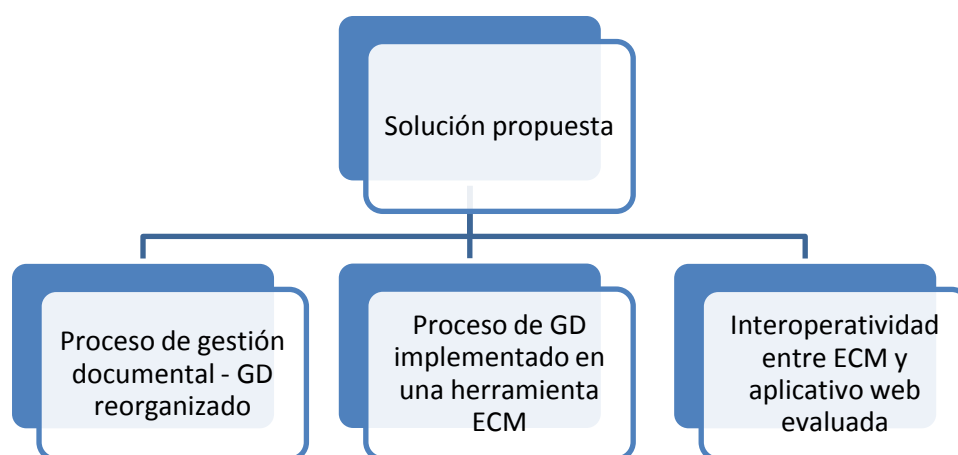 Solución propuesta
Proceso de gestión
documental - GD
reorganizado
Proceso de GD
implementado en
una herramienta
ECM
Interoperatividad
entre ECM y
aplicativo web
evaluada